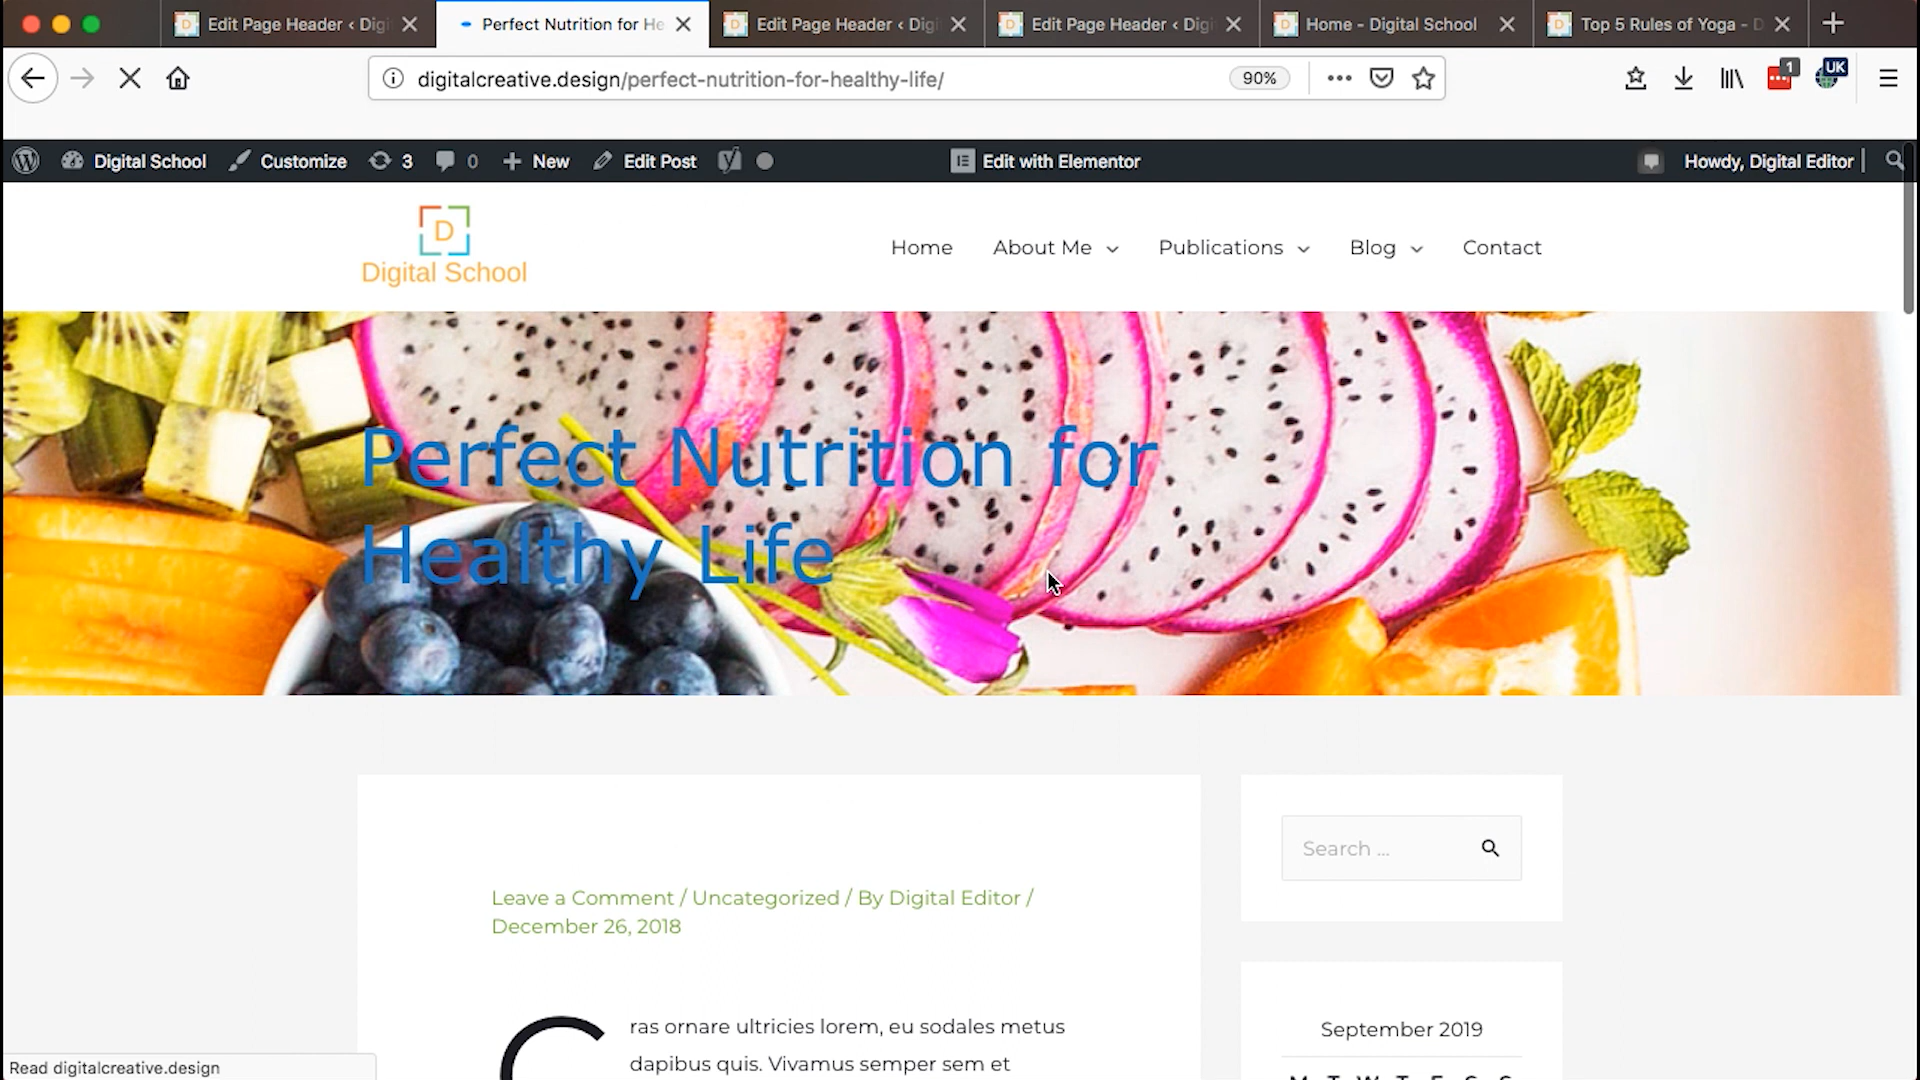 Edit Page Header ‹ Digi
Perfect Nutrition for He
Edit Page Header ‹ Digi
Edit Page Header ‹ Digi
Home - Digital School
Top 5 Rules of Yoga - D
digitalcreative.design/perfect-nutrition-for-healthy-life/
90%
1
UK
Digital School
Customize
3
0
New
Edit Post
Edit with Elementor
Howdy, Digital Editor
D
Digital School
Home
About Me
Publications
Blog
Contact
Perfect Nutrition for
Healthy Life
Leave a Comment / Uncategorized / By Digital Editor /
December 26, 2018
Search ...
C
ras ornare ultricies lorem, eu sodales metus
dapibus quis. Vivamus semper sem et
September 2019
M T W T F S S
Read digitalcreative.design